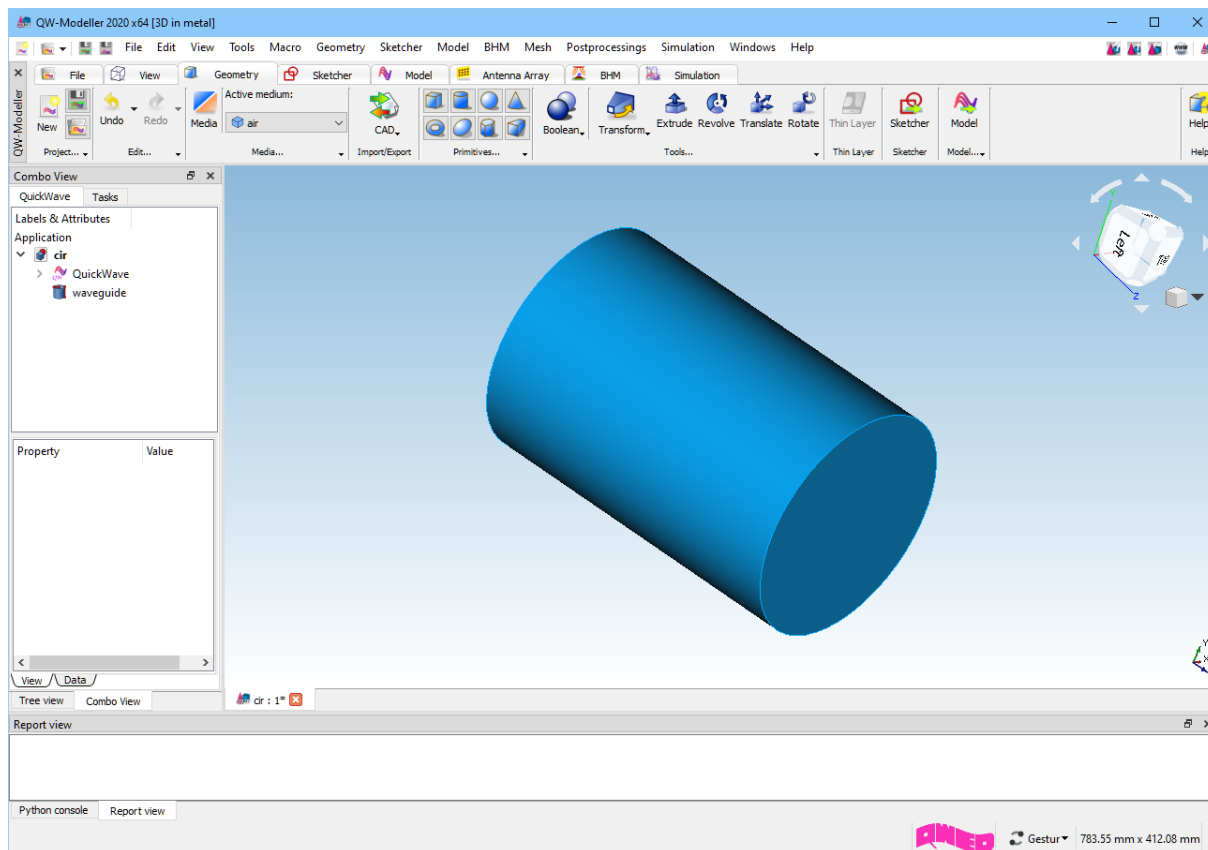 QW-Modeller 2020 x64 [3D in metal]
File Edit View Tools Macro Geometry Sketcher Model BHM Mesh Postprocessings Simulation Windows Help
File View Geometry Sketcher Model Antenna Array BHM Simulation
QW-Modeller
New Undo Redo Media Active medium: air CAD Boolean Transform Extrude Revolve Translate Rotate Thin Layer Sketcher Model Help
Project... Edit... Media... Import/Export Primitives... Tools... Thin Layer Sketcher Model... Help
Combo View
QuickWave Tasks
Labels & Attributes
Application
cir
QuickWave
waveguide
Y
Left
Z
Property Value
View Data
Tree view Combo View
cir : 1*
Y
X
Report view
Python console Report view
QWED
Gestur 783.55 mm x 412.08 mm